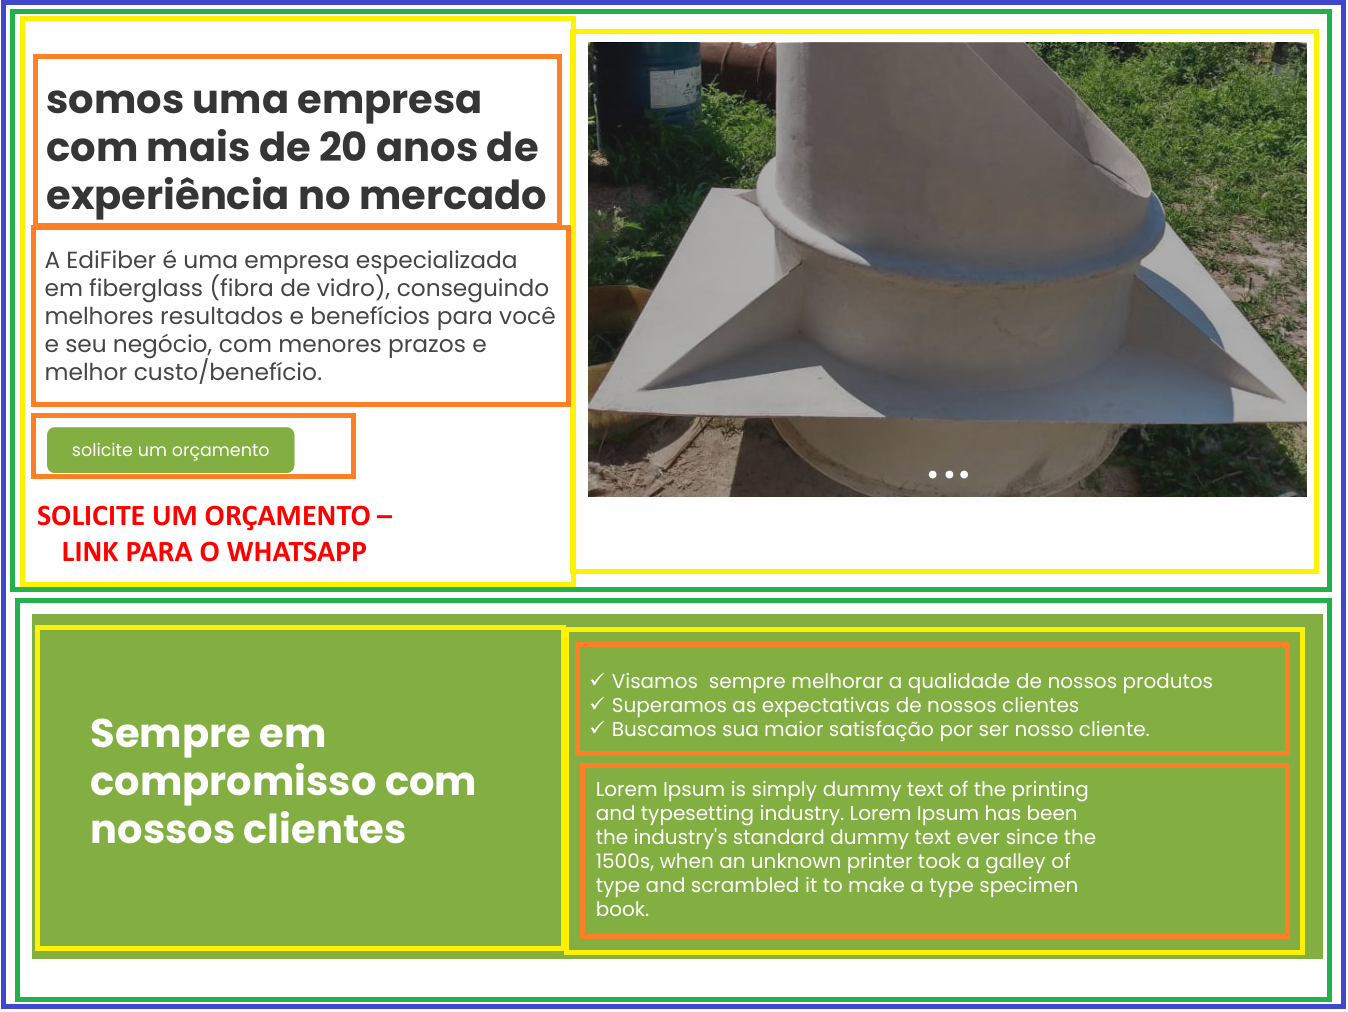 somos uma empresa
com mais de 20 anos de
experiência no mercado
A EdiFiber é uma empresa especializada
em fiberglass (fibra de vidro), conseguindo
melhores resultados e benefícios para você
e seu negócio, com menores prazos e
melhor custo/benefício.
solicite um orçamento
SOLICITE UM ORÇAMENTO –
LINK PARA O WHATSAPP
Sempre em
compromisso com
nossos clientes
✓ Visamos  sempre melhorar a qualidade de nossos produtos
✓ Superamos as expectativas de nossos clientes
✓ Buscamos sua maior satisfação por ser nosso cliente.
Lorem Ipsum is simply dummy text of the printing
and typesetting industry. Lorem Ipsum has been
the industry's standard dummy text ever since the
1500s, when an unknown printer took a galley of
type and scrambled it to make a type specimen
book.